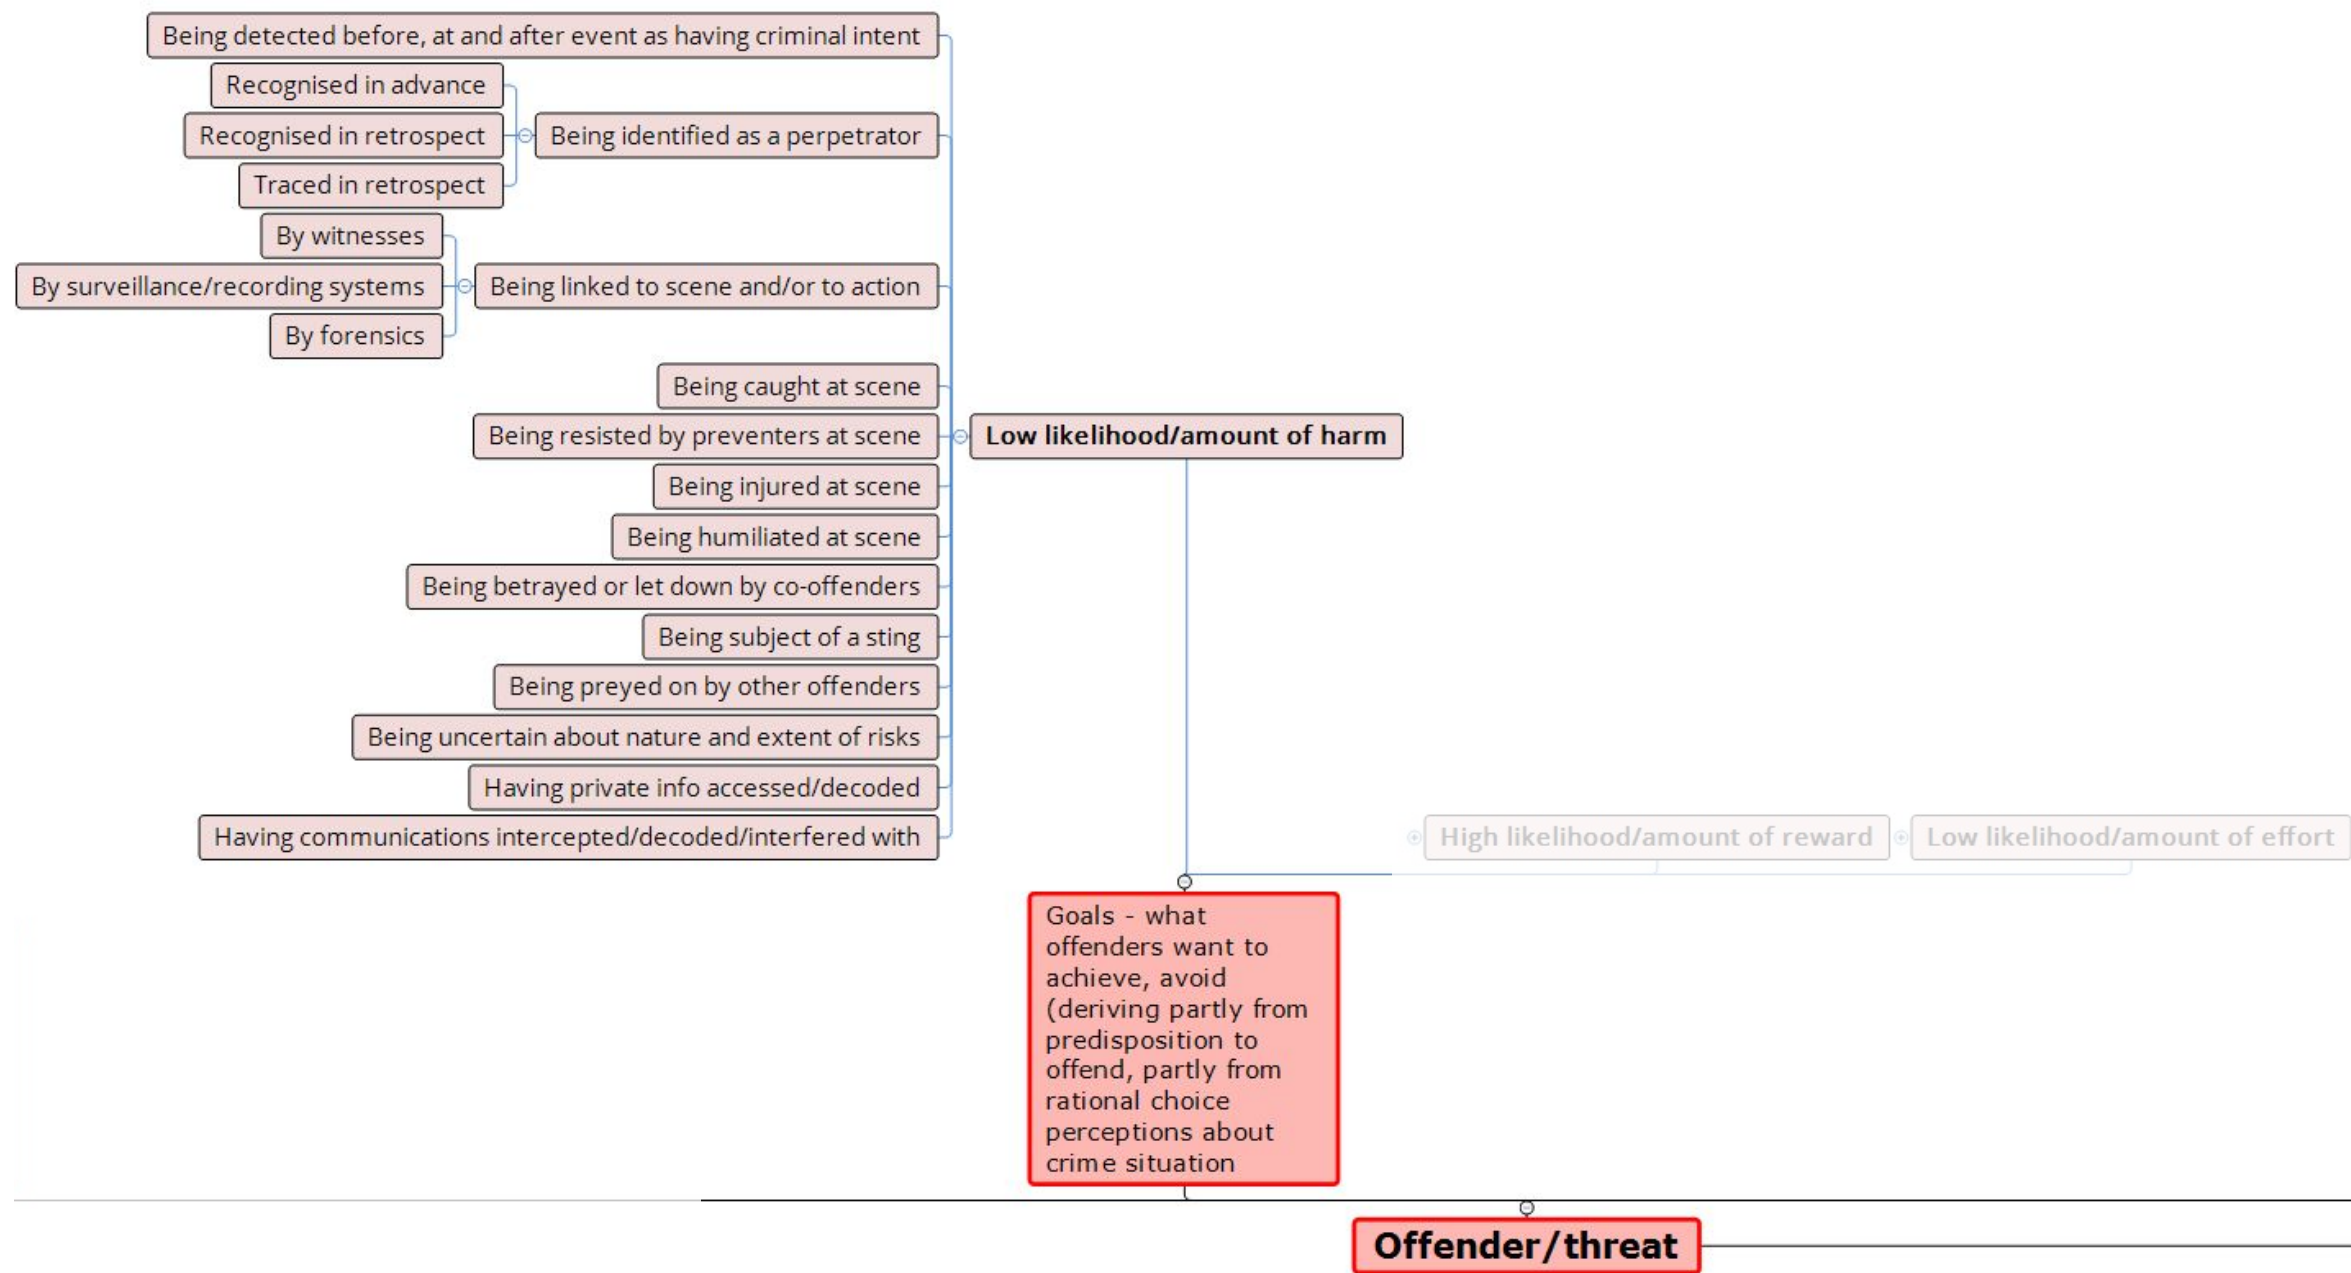 Being detected before, at and after event as having criminal intent
Recognised in advance
Recognised in retrospect
Being identified as a perpetrator
Traced in retrospect
By witnesses
By surveillance/recording systems
Being linked to scene and/or to action
By forensics
Being caught at scene
Being resisted by preventers at scene
Low likelihood/amount of harm
Being injured at scene
Being humiliated at scene
Being betrayed or let down by co-offenders
Being subject of a sting
Being preyed on by other offenders
Being uncertain about nature and extent of risks
Having private info accessed/decoded
Having communications intercepted/decoded/interfered with
High likelihood/amount of reward
Low likelihood/amount of effort
Goals - what
offenders want to
achieve, avoid
(deriving partly from
predisposition to
offend, partly from
rational choice
perceptions about
crime situation
Offender/threat